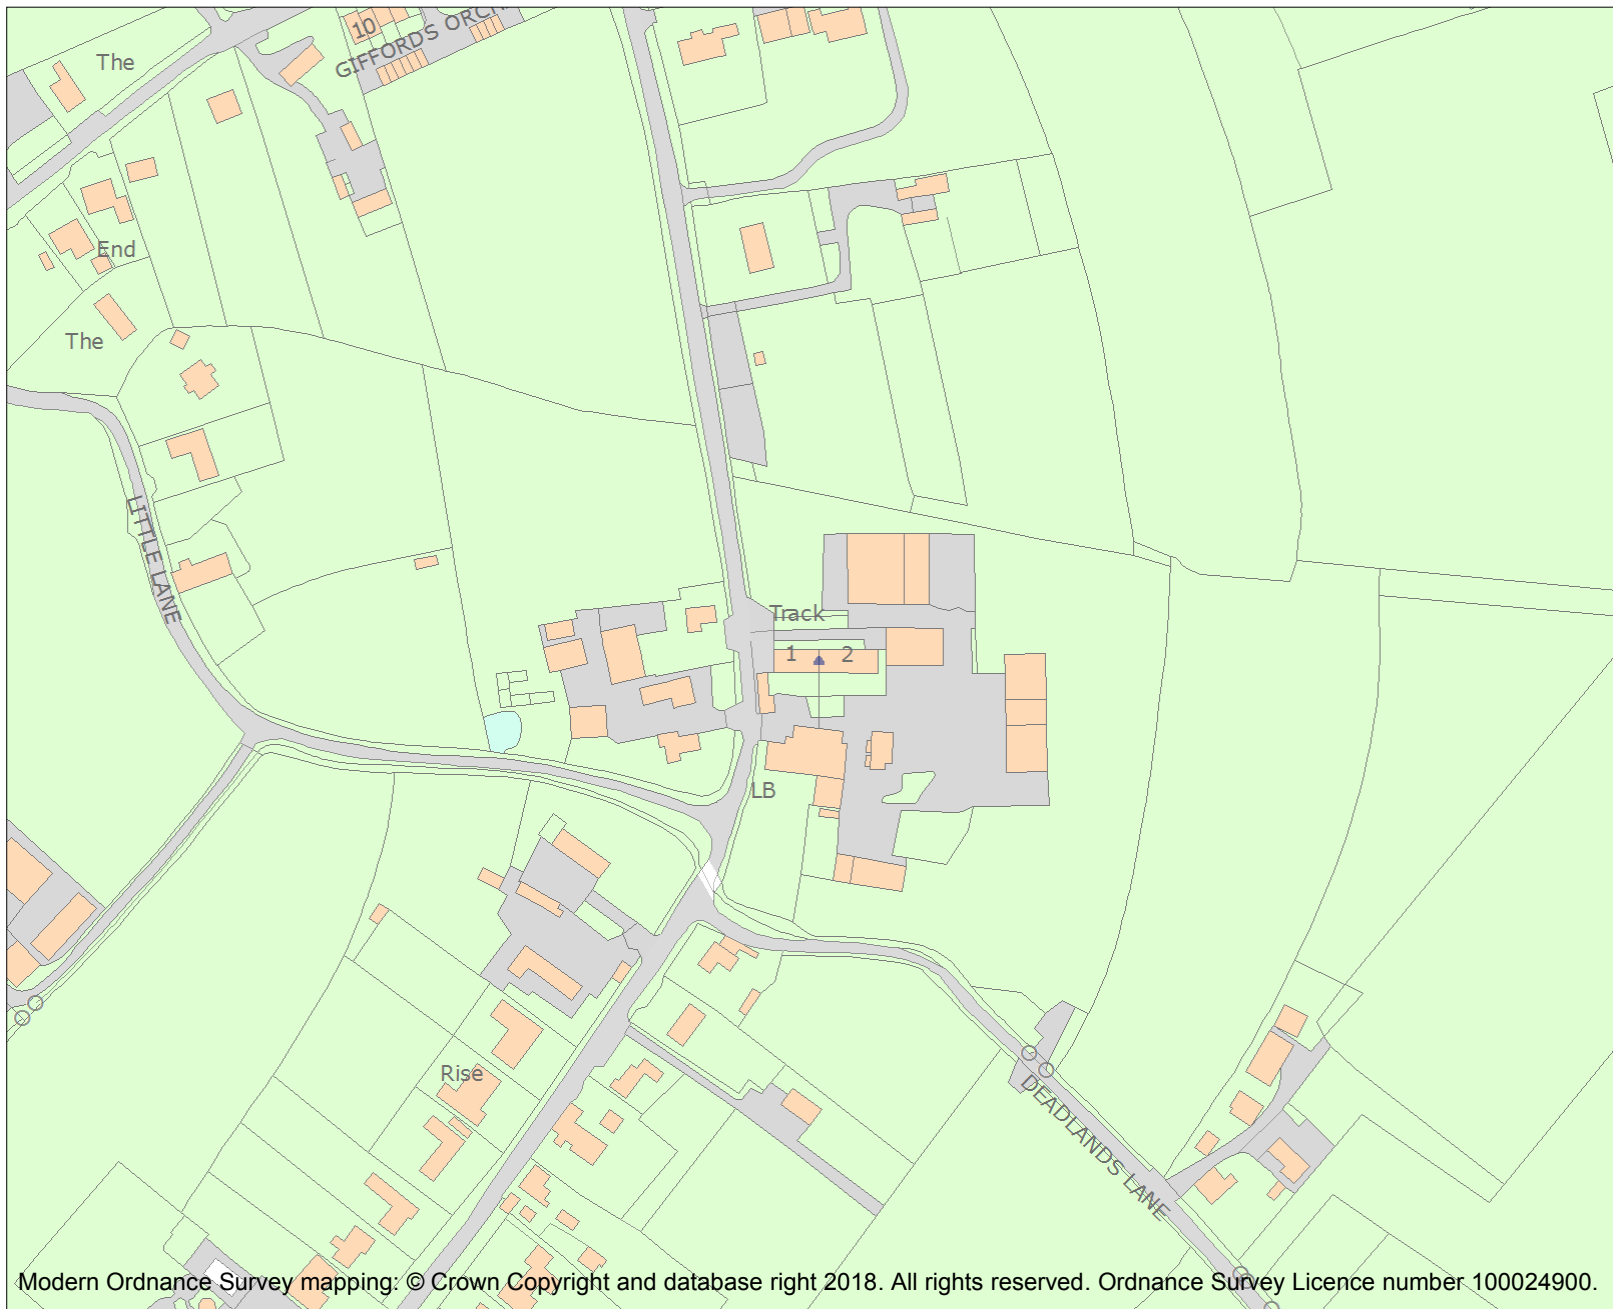 10
GIFFORDS
The
End
The
LITTLE LANE
Track
1
2
LB
Rise
DEADLANDS LANE
Modern Ordnance Survey mapping: © Crown Copyright and database right 2018. All rights reserved. Ordnance Survey Licence number 100024900.